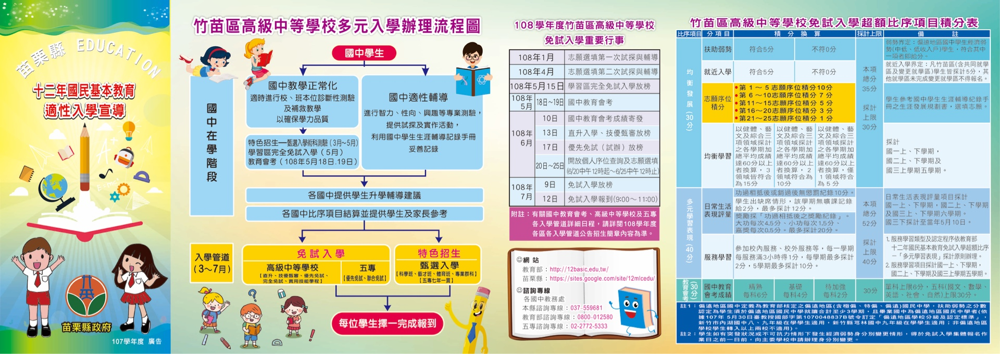 苗栗縣 EDUCATION
十二年國民基本教育
適性入學宣導
苗栗縣政府
107學年度 廣告
竹苗區高級中等學校多元入學辦理流程圖
國中學生
國中在學階段
國中教學正常化
適時進行校、班本位診斷性測驗
及補救教學
以確保學力品質
國中適性輔導
進行智力、性向、興趣等專業測驗，
提供試探及實作活動，
利用國中學生生涯輔導記錄手冊
妥善記錄
特色招生—甄選入學術科測驗（3月～5月）
學習區完全免試入學（5月）
教育會考（108年5月18日.19日）
各國中提供學生升學輔導建議
各國中比序項目結算並提供學生及家長參考
入學管道
（3～7月）
免試入學
高級中等學校
【直升、技優甄審、優先免試、
完全免試、實用技能學程】
五專
【優先免試、聯合免試】
特色招生
甄選入學
【科學班、藝才班、體育班、專業群科】
【五專七年一貫】
每位學生擇一完成報到
108學年度竹苗區高級中等學校
免試入學重要行事
108年1月 志願選填第一次試探與輔導
108年4月 志願選填第二次試探與輔導
108年5月15日 學習區完全免試入學放榜
108年5月 18日～19日 國中教育會考
108年6月 10日 國中教育會考成績寄發
13日 直升入學、技優甄審放榜
17日 優先免試（試辦）放榜
20日～25日 開放個人序位查詢及志願選填
(6/20中午12時起～6/25中午12時止)
108年7月 9日 免試入學放榜
12日 免試入學報到(9:00～11:00)
附註：有關國中教育會考、高級中等學校及五專
各入學管道詳細日程，請詳閱108學年度
各區各入學管道公告招生簡章內容為準。
網 站
教育部：http://12basic.edu.tw/
苗栗縣：https://sites.google.com/site/12mlcedu/
諮詢專線
各國中教務處
本縣諮詢專線：037-559681
教育部諮詢專線：0800-012580
五專諮詢專線：02-2772-5333
竹苗區高級中等學校免試入學超額比序項目積分表
比序項目 分項目 積分換算 採計上限 備 註
均衡發展(30分)
扶助弱勢 符合5分 不符0分
弱勢界定：偏遠地區國中學生經濟弱
勢(中低、低收入戶)學生，符合其中
一項者即給分。
就近入學 符合5分 不符0分
就近入學界定：凡竹苗區(含共同就學
區及變更就學區)學生皆採計5分，其
他就學區未完成變更就學區不得報名。
志願序位
積分
•第 1 ～ 5 志願序位積分10分
•第 6 ～10志願序位積分 7 分
•第11～15志願序位積分 5 分
•第16～20志願序位積分 3 分
•第21～25志願序位積分 1 分
學生參考國中學生生涯輔導紀錄手
冊之生涯發展規劃書，選填志願。
本項
總分
35分
採計
上限
30分
均衡學習
以健體、藝
文及綜合三
項領域採計
之各學期加
總平均成績
達60分以上
者換算，3
領域皆符合
為15分
以健體、藝
文及綜合三
項領域採計
之各學期加
總平均成績
達60分以上
者換算，2
領域符合為
10分
以健體、藝
文及綜合三
項領域採計
之各學期加
總平均成績
達60分以上
者換算，僅
1領域符合
為 5 分
採計
國一上、下學期，
國二上、下學期及
國三上學期五學期。
多元學習表現(40分)
日常生活
表現評量
功過相抵後或銷過後無懲罰紀錄10分。
學生出缺席情形，該學期無曠課記錄
給2分，最多採計12分。
獎勵採「功過相抵後之獎勵紀錄」。
大功每次4.5分、小功每次1.5分、
嘉獎每次0.5分。最多採計20分。
本項
總分
52分
採計
上限
40分
日常生活表現評量項目採計
國一上、下學期，國二上、下學期
及國三上、下學期六學期。
國三下採計至當年5月10日。
服務學習
參加校內服務、校外服務等，每一學期
每服務滿3小時得1分，每學期最多採計
2分，5學期最多採計10分。
1. 服務學習類型及認定程序依教育部
十二年國民基本教育免試入學超額比序
－「多元學習表現」採計原則辦理。
2. 服務學習項目採計國一上、下學期，
國二上、下學期及國三上學期五學期。
教育會考(30分)
國中教育
會考成績
精熟
每科6分
基礎
每科4分
待加強
每科2分
30分
單科上限6分，五科(國文、數學、
英語、社會、自然)上限30分。
註1：偏遠地區國中定義為教育部核定之偏遠地區(含極偏、特偏、偏遠)國民中學，扶助弱勢之分數
認定為學生須於偏遠地區國民中學就讀合計至少3學期，且畢業國中為偏遠地區國民中學者(依
據107年 5月30日臺教授國部字第1070048837B號令訂定「偏遠地區學校分級及認定標準」，
新竹市內湖國中八、九年級在學學生適用，新竹縣芎林國中九年級在學學生適用；非偏遠地區
學校學生轉入以上兩校不適用)。
註2：學生如有突發狀況或不可抗力情形下發生經濟弱勢身分別變更情形，得於免試入學集體報名作
業日之前一日前，向主委學校申請辦理身分別變更。